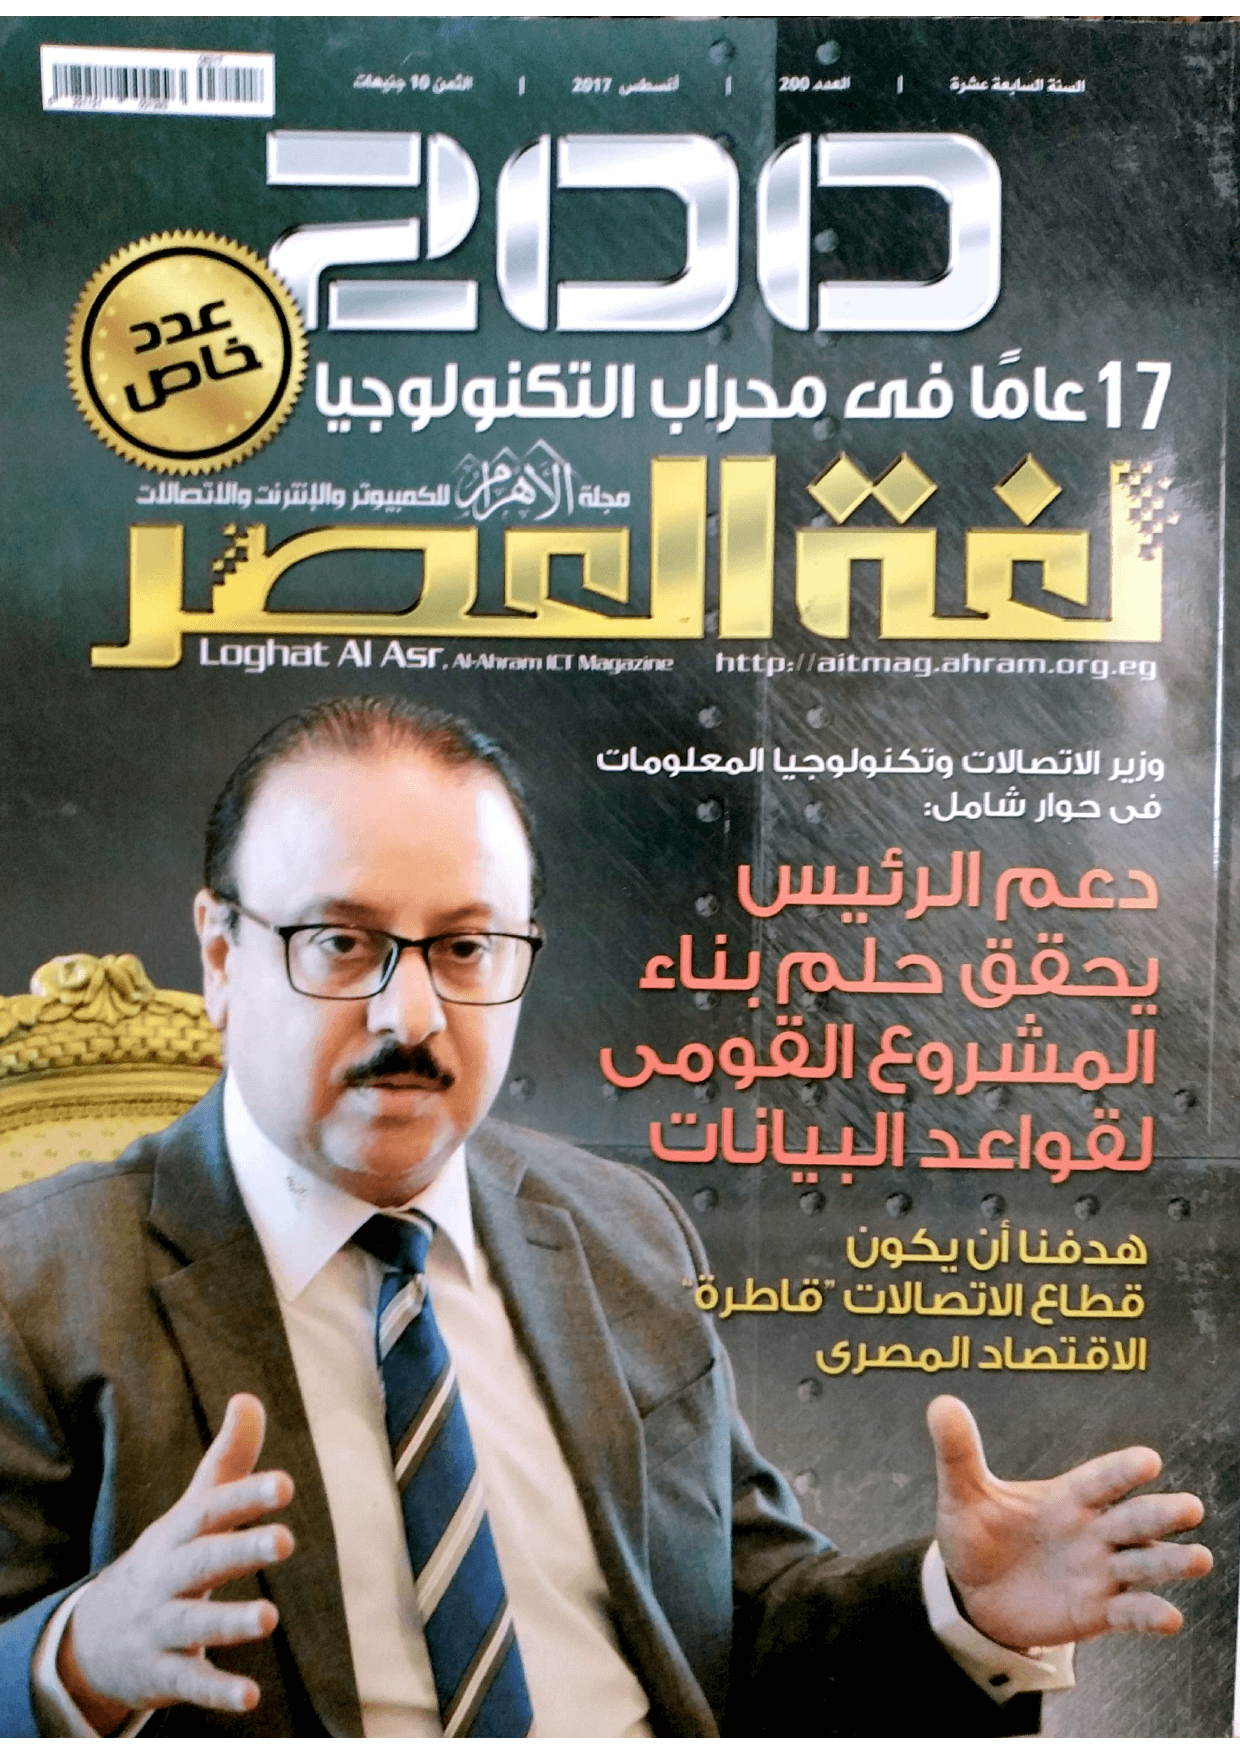 السنة السابعة عشرة | العدد 200 | أغسطس 2017 | الثمن 10 جنيهات
200
عدد
خاص
17 عامًا فى محراب التكنولوجيا
مجلة الأهرام للكمبيوتر والإنترنت والاتصالات
لغة العصر
Loghat Al Asr, Al-Ahram ICT Magazine http://aitmag.ahram.org.eg
وزير الاتصالات وتكنولوجيا المعلومات
فى حوار شامل:
دعم الرئيس
يحقق حلم بناء
المشروع القومى
لقواعد البيانات
هدفنا أن يكون
قطاع الاتصالات "قاطرة"
الاقتصاد المصرى